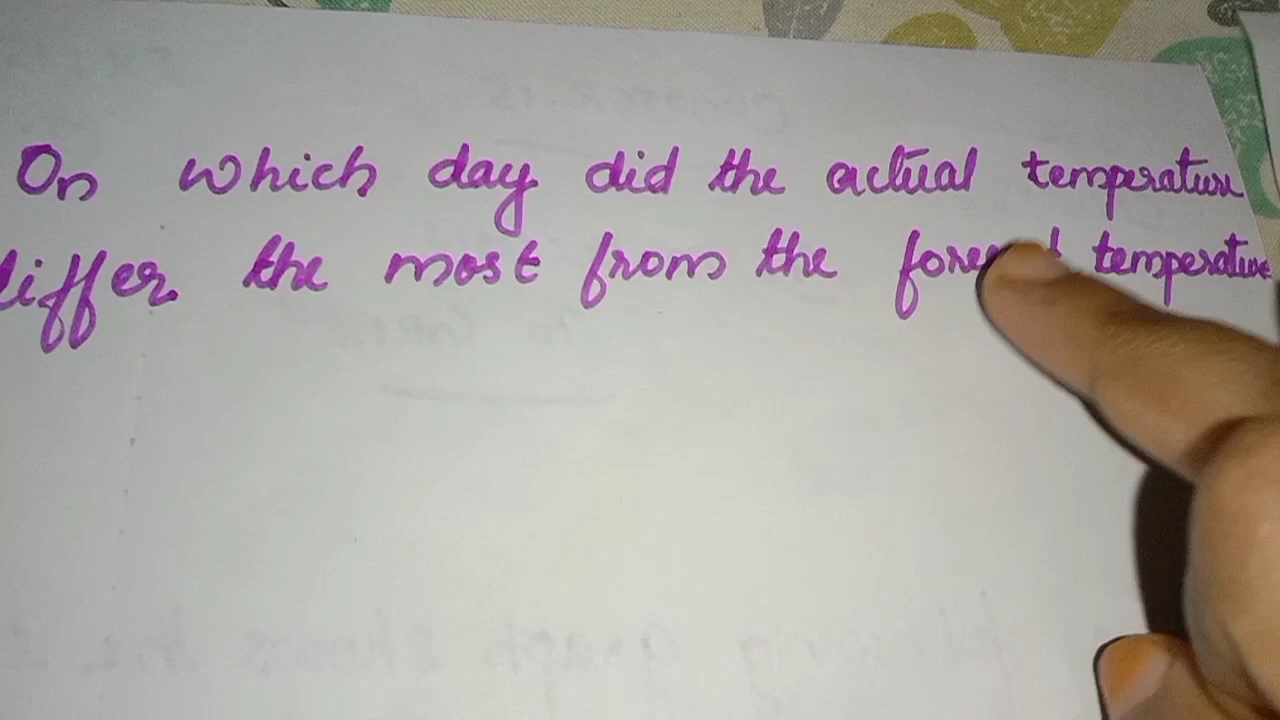 On which day did the actual temperature
differ the most from the temperature